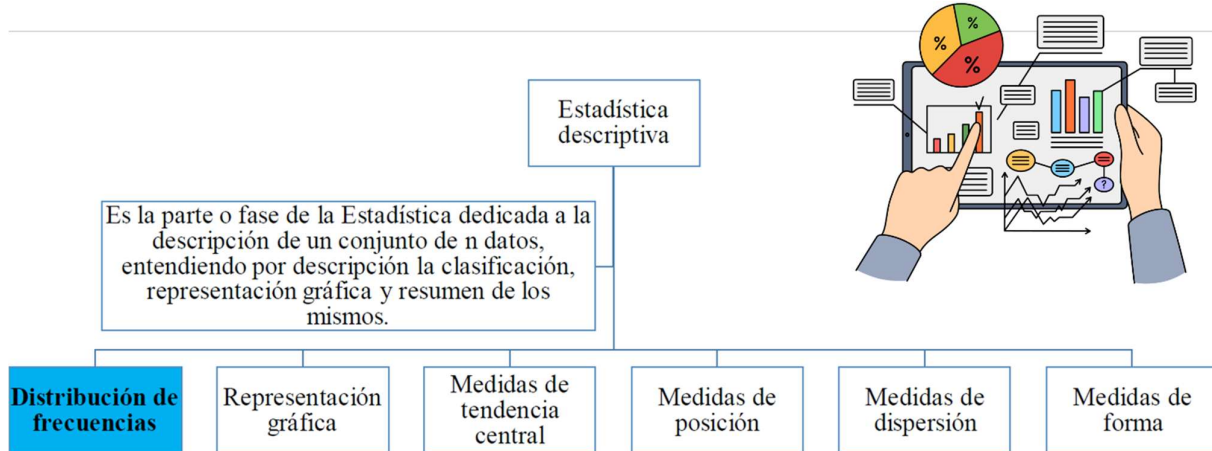 Estadística
descriptiva
Es la parte o fase de la Estadística dedicada a la
descripción de un conjunto de n datos,
entendiendo por descripción la clasificación,
representación gráfica y resumen de los
mismos.
Distribución de
frecuencias
Representación
gráfica
Medidas de
tendencia
central
Medidas de
posición
Medidas de
dispersión
Medidas de
forma
%
%
%
?